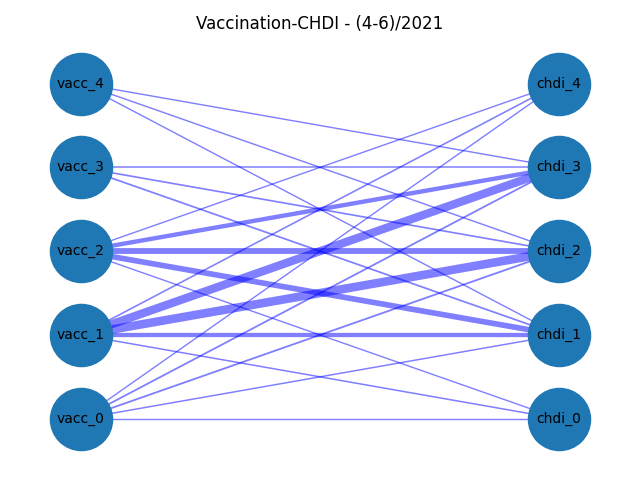 Vaccination-CHDI - (4-6)/2021
vacc_4 chdi_4
vacc_3 chdi_3
vacc_2 chdi_2
vacc_1 chdi_1
vacc_0 chdi_0